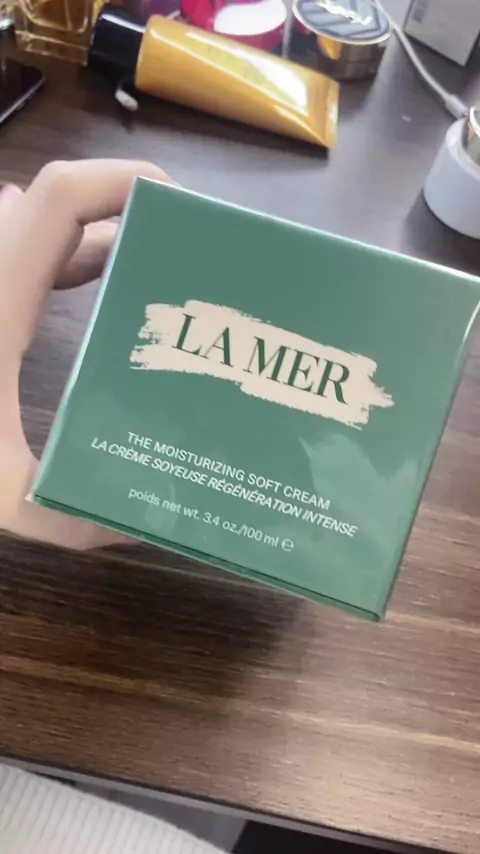 LA MER
THE MOISTURIZING SOFT CREAM
LA CRÈME SOYEUSE RÉGÉNÉRATION INTENSE
poids net wt. 3.4 oz./100 ml ℮